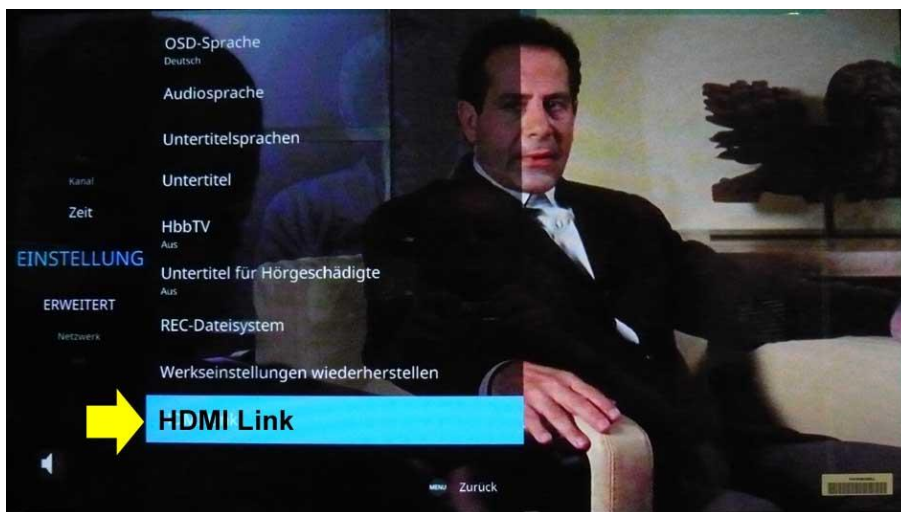 OSD-Sprache
Deutsch
Audiosprache
Untertitelsprachen
Untertitel
HbbTV
Aus
Untertitel für Hörgeschädigte
Aus
REC-Dateisystem
Werkseinstellungen wiederherstellen
HDMI Link
Kanal
Zeit
EINSTELLUNG
ERWEITERT
Netzwerk
MENU Zurück